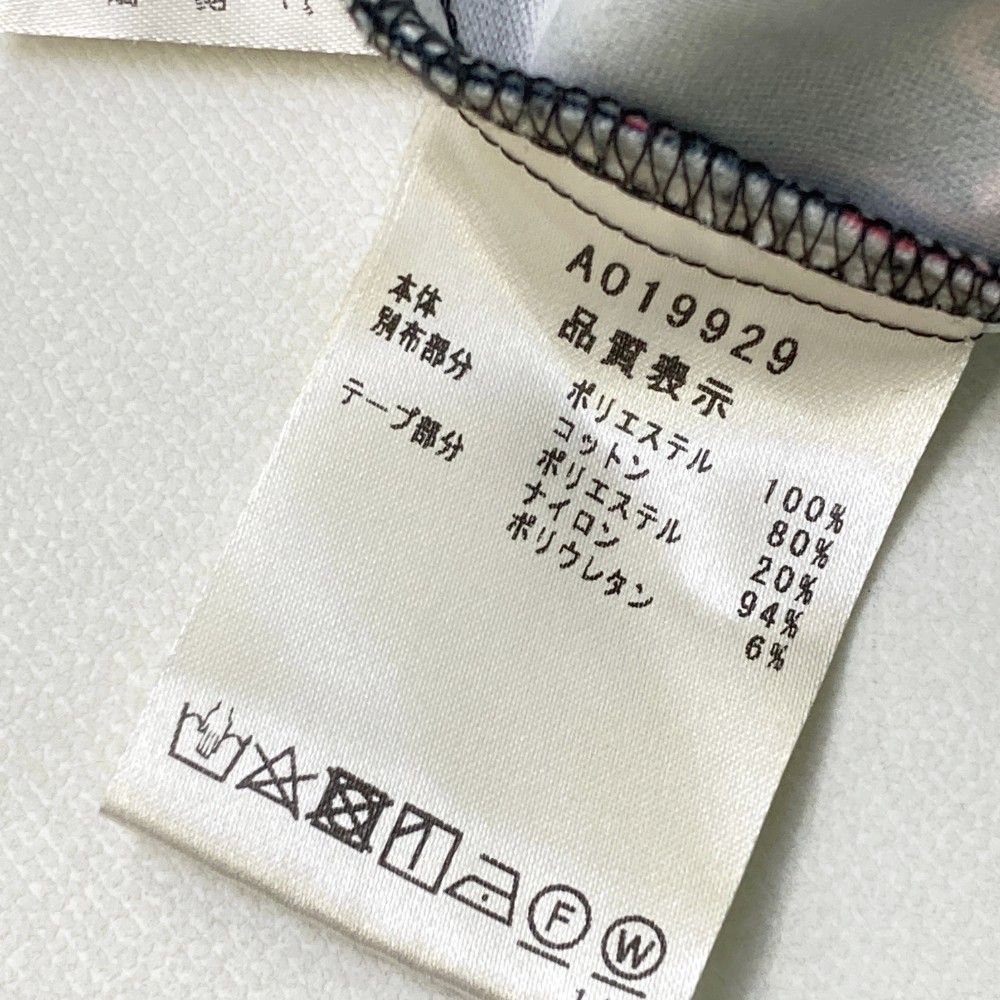 A019929
品質表示
本体 ポリエステル 100%
別布部分 コットン 80%
ポリエステル 20%
テープ部分 ナイロン 94%
ポリウレタン 6%
F
W